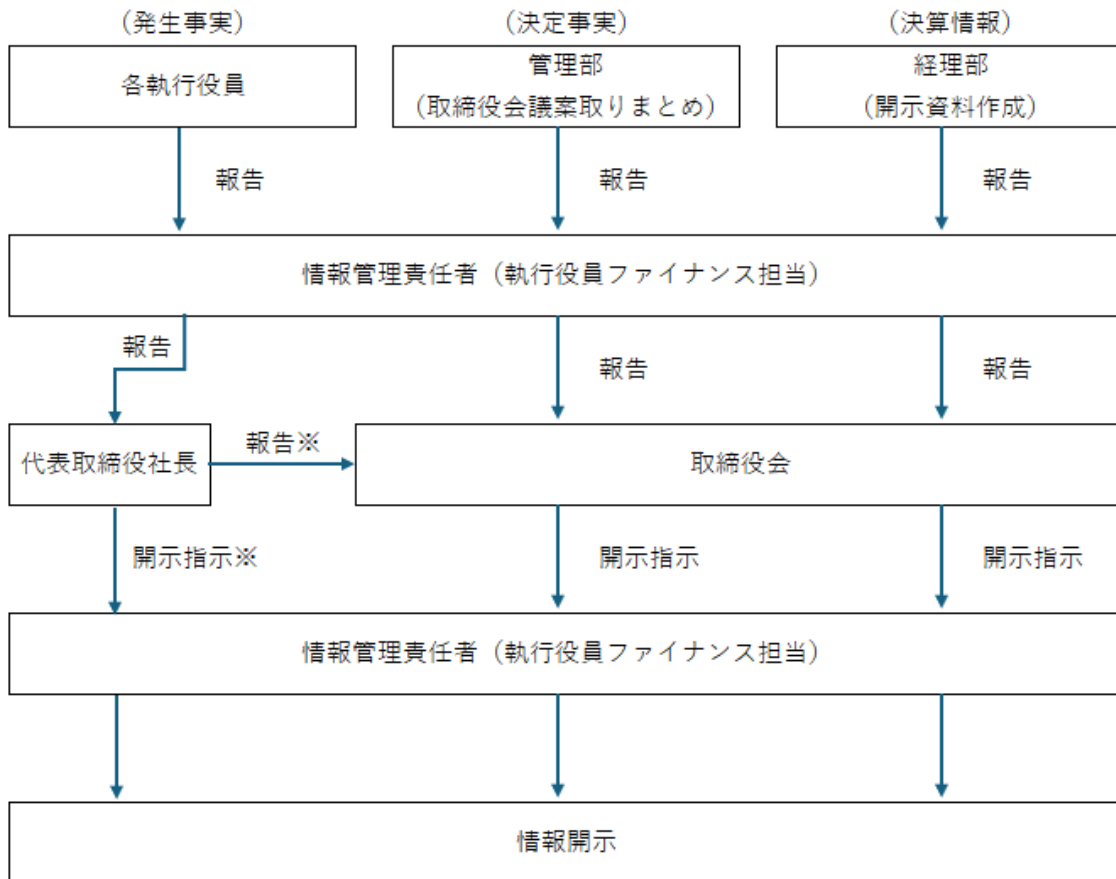 （発生事実）
（決定事実）
（決算情報）
各執行役員
管理部
（取締役会議案取りまとめ）
経理部
（開示資料作成）
報告
報告
報告
情報管理責任者（執行役員ファイナンス担当）
報告
報告
報告
代表取締役社長
報告※
取締役会
開示指示※
開示指示
開示指示
情報管理責任者（執行役員ファイナンス担当）
情報開示